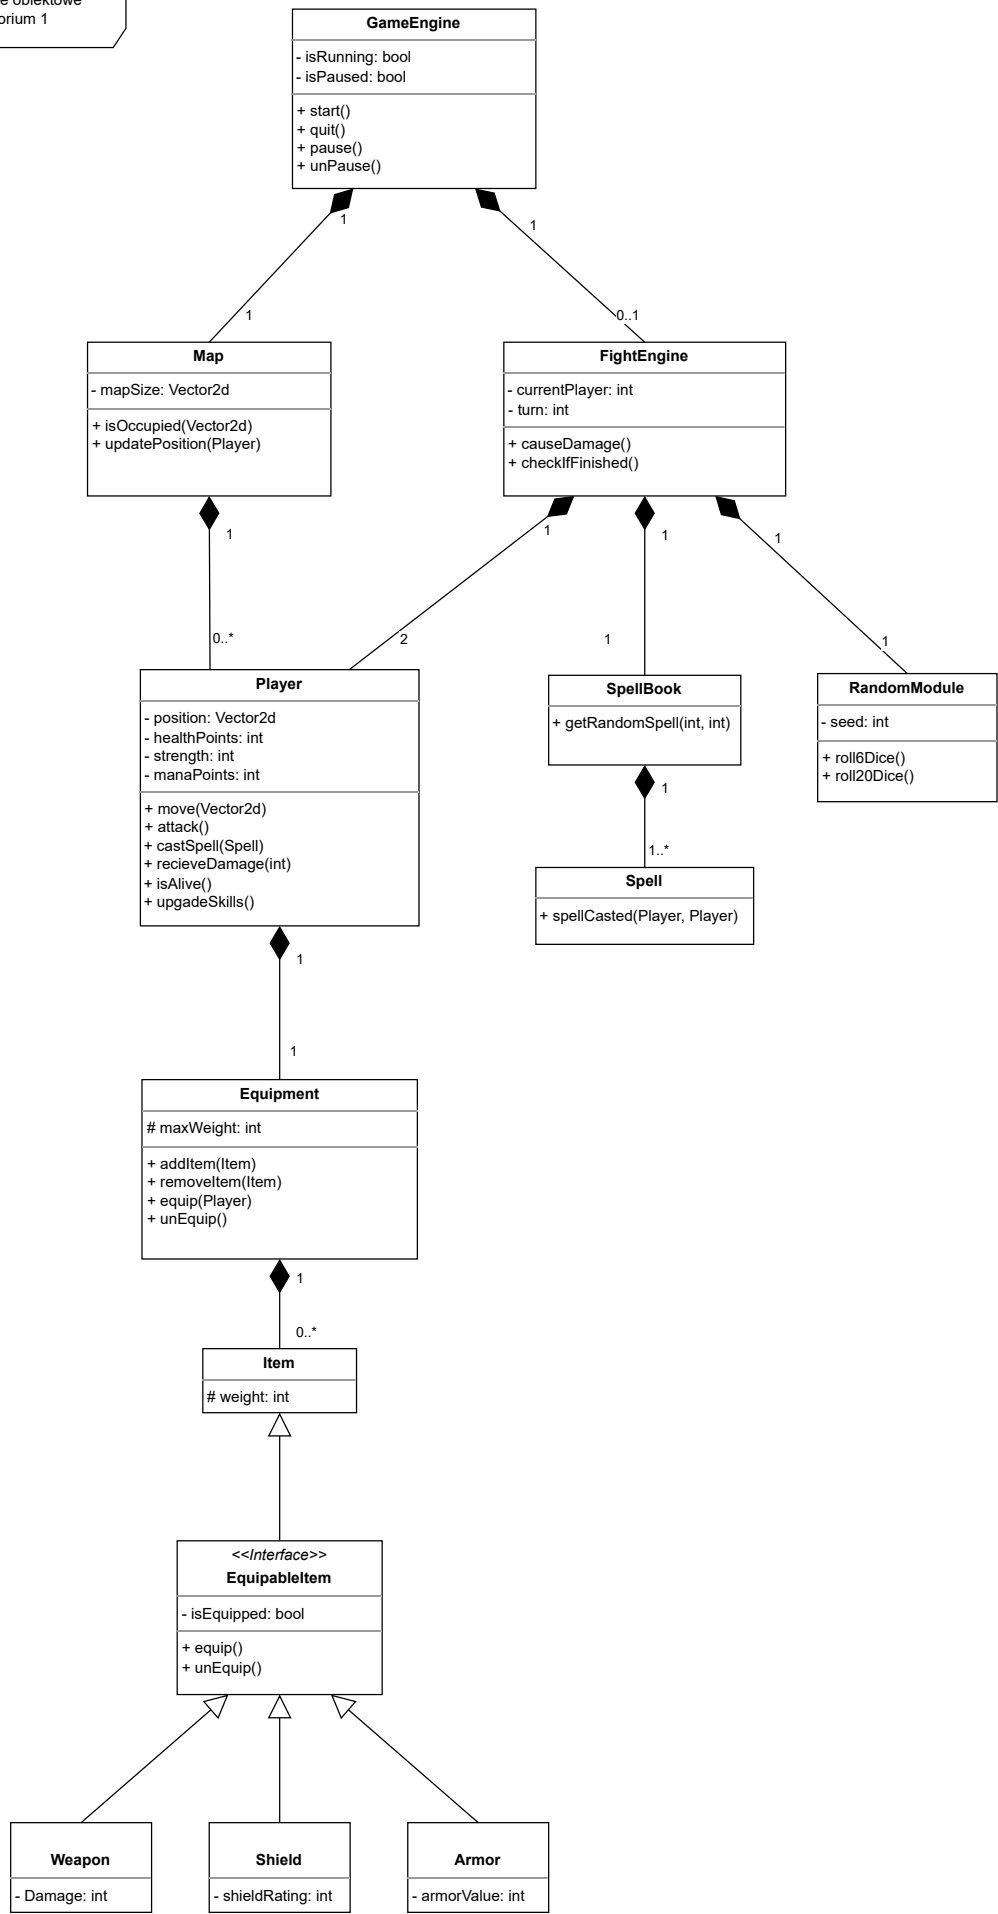 orium 1
GameEngine
- isRunning: bool
- isPaused: bool
+ start()
+ quit()
+ pause()
+ unPause()
1
1
1
0..1
Map
- mapSize: Vector2d
+ isOccupied(Vector2d)
+ updatePosition(Player)
FightEngine
- currentPlayer: int
- turn: int
+ causeDamage()
+ checkIfFinished()
1
1
1
1
0..*
2
1
1
Player
- position: Vector2d
- healthPoints: int
- strength: int
- manaPoints: int
+ move(Vector2d)
+ attack()
+ castSpell(Spell)
+ recieveDamage(int)
+ isAlive()
+ upgadeSkills()
SpellBook
+ getRandomSpell(int, int)
RandomModule
- seed: int
+ roll6Dice()
+ roll20Dice()
1
1..*
Spell
+ spellCasted(Player, Player)
1
1
Equipment
# maxWeight: int
+ addItem(Item)
+ removeItem(Item)
+ equip(Player)
+ unEquip()
1
0..*
Item
# weight: int
<<Interface>>
EquipableItem
- isEquipped: bool
+ equip()
+ unEquip()
Weapon
- Damage: int
Shield
- shieldRating: int
Armor
- armorValue: int